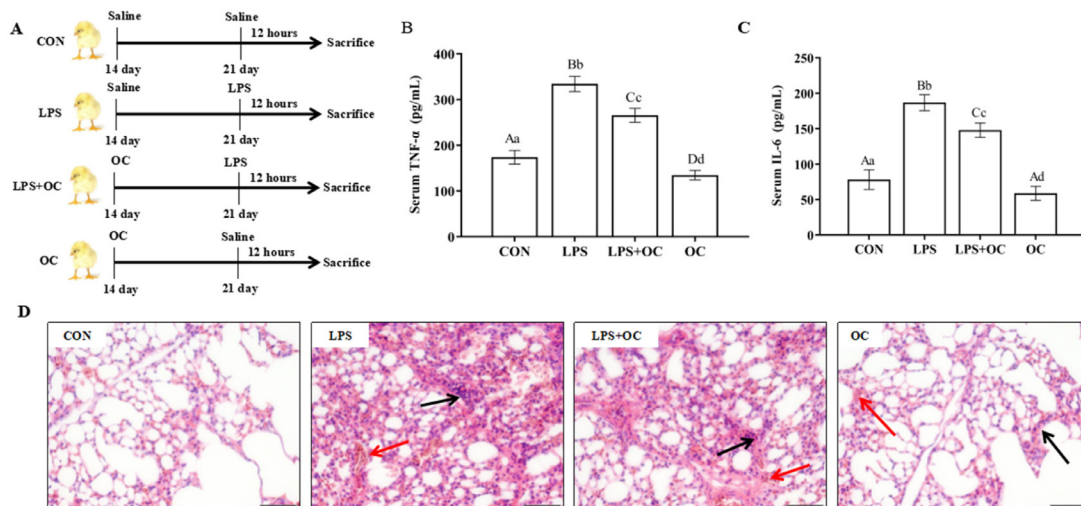 A
CON
Saline
Saline
12 hours
Sacrifice
14 day
21 day
LPS
Saline
LPS
12 hours
Sacrifice
14 day
21 day
LPS+OC
OC
LPS
12 hours
Sacrifice
14 day
21 day
OC
OC
Saline
12 hours
Sacrifice
14 day
21 day
B
Serum TNF-α (pg/mL)
400
300
200
100
0
Aa
Bb
Cc
Dd
CON
LPS
LPS+OC
OC
C
Serum IL-6 (pg/mL)
250
200
150
100
50
0
Aa
Bb
Cc
Ad
CON
LPS
LPS+OC
OC
D
CON
LPS
LPS+OC
OC